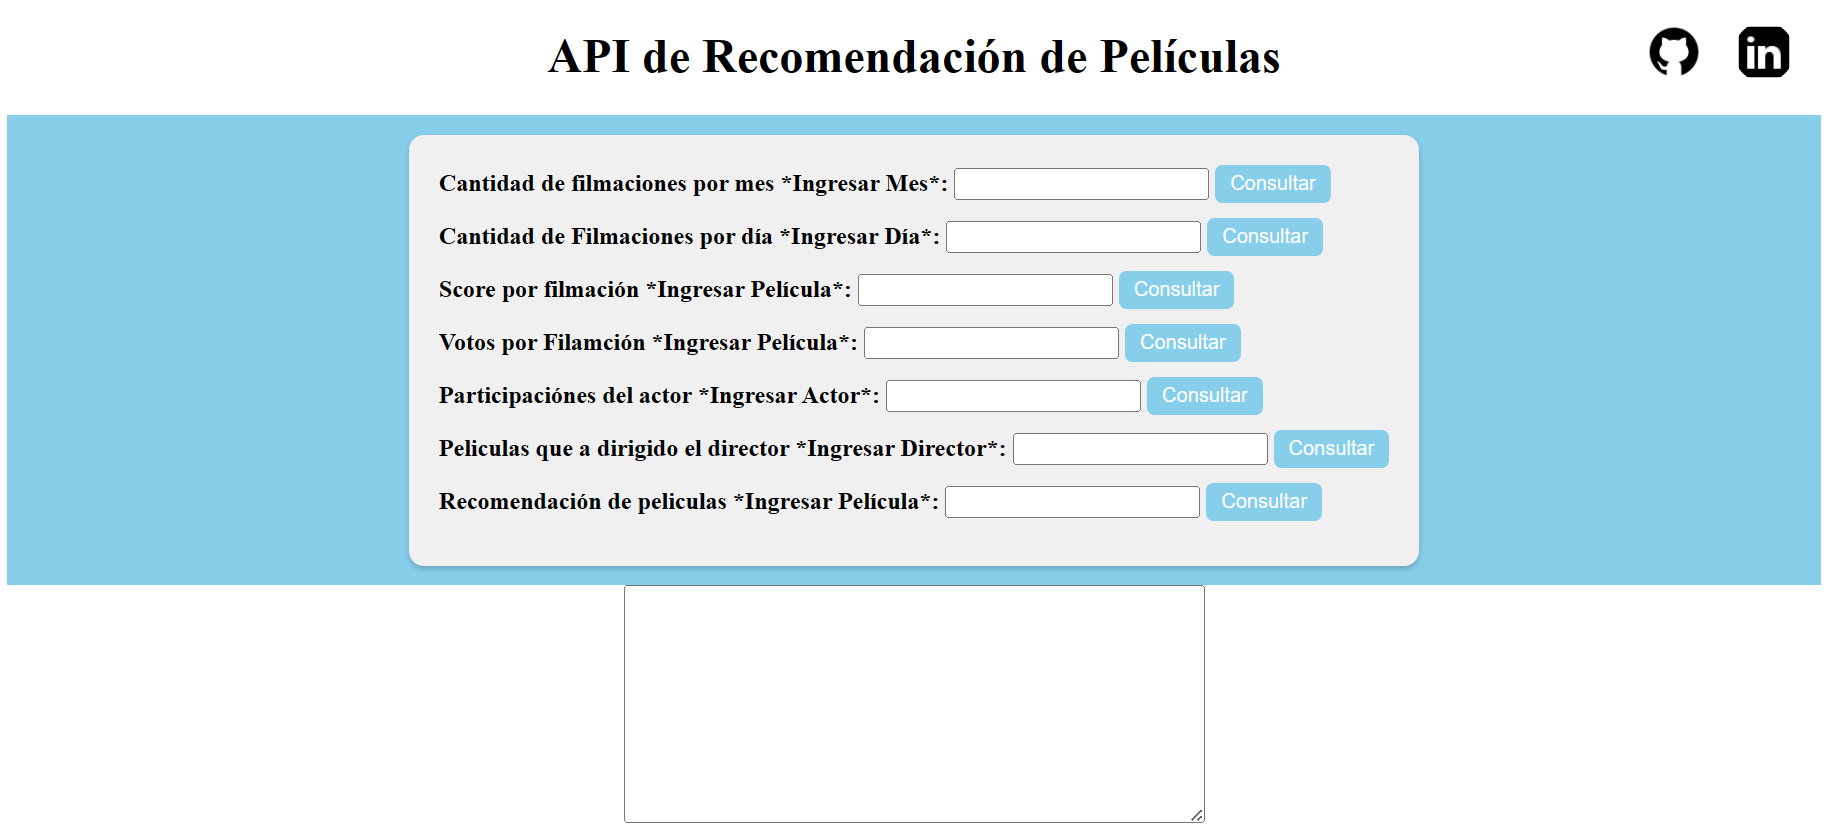 API de Recomendación de Películas
in
Cantidad de filmaciones por mes *Ingresar Mes*: Consultar
Cantidad de Filmaciones por día *Ingresar Día*: Consultar
Score por filmación *Ingresar Película*: Consultar
Votos por Filamción *Ingresar Película*: Consultar
Participaciónes del actor *Ingresar Actor*: Consultar
Peliculas que a dirigido el director *Ingresar Director*: Consultar
Recomendación de peliculas *Ingresar Película*: Consultar